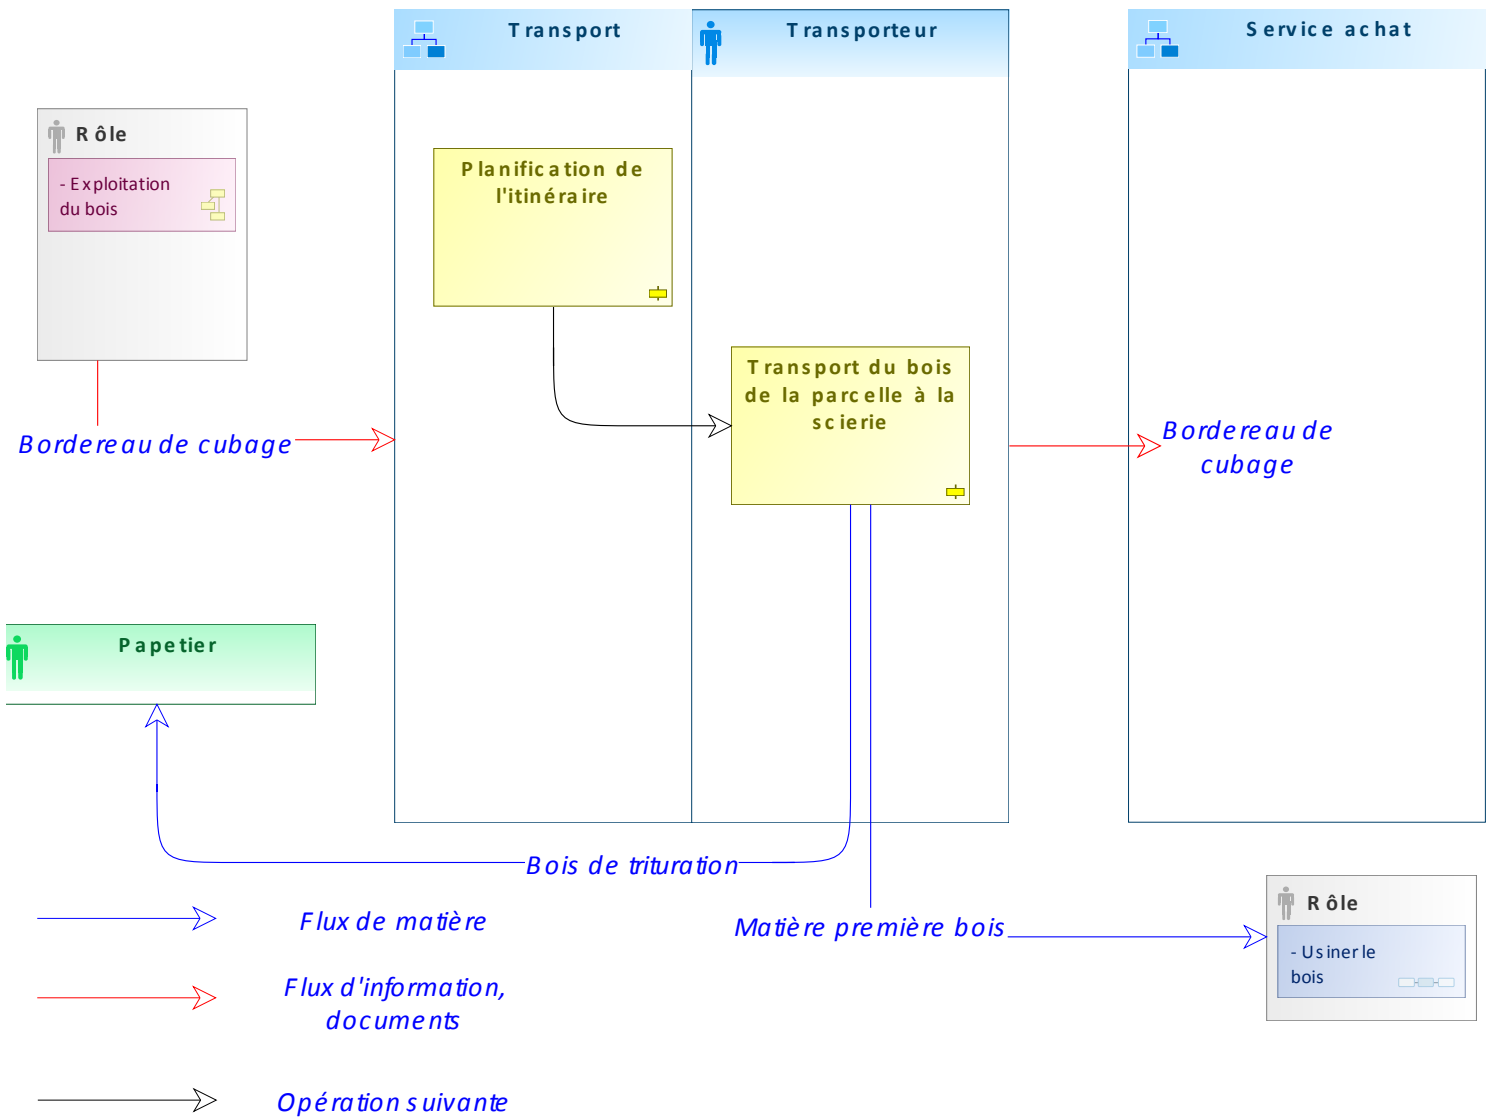 Transport
Transporteur
Service achat
Rôle
- Exploitation
du bois
Planification de
l'itinéraire
Transport du bois
de la parcelle à la
scierie
Bordereau de cubage
Bordereau de
cubage
Papetier
Bois de trituration
Matière première bois
Rôle
- Usiner le
bois
Flux de matière
Flux d'information,
documents
Opération suivante